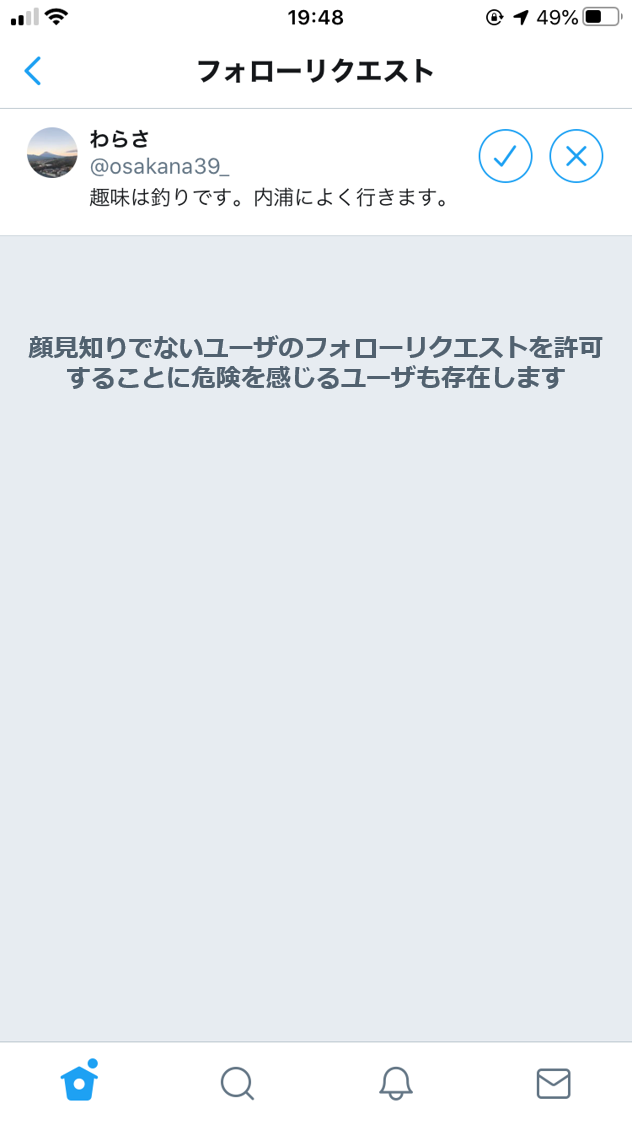 19:48
49%
フォローリクエスト
わらさ
@osakana39_
趣味は釣りです。内浦によく行きます。
顔見知りでないユーザのフォローリクエストを許可
することに危険を感じるユーザも存在します